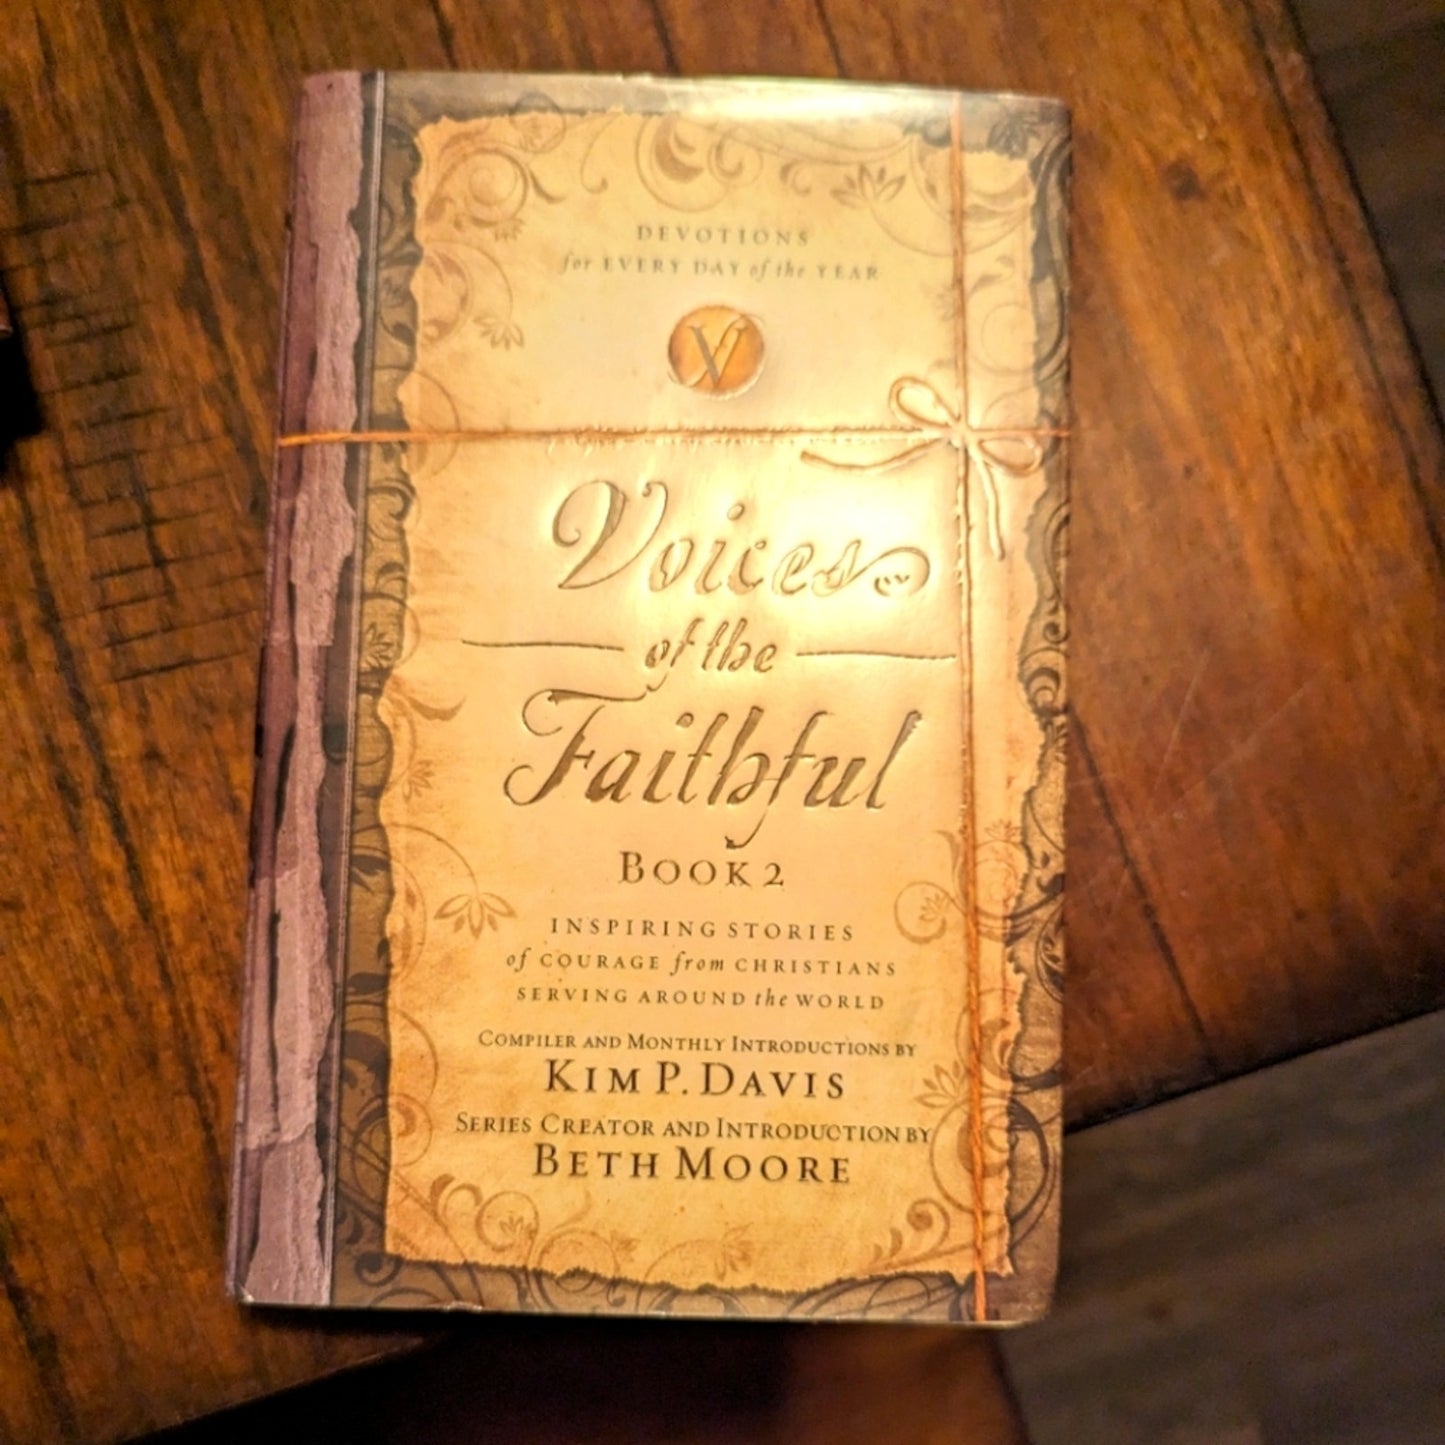 DEVOTIONS
for EVERY DAY of the YEAR
V
Voices
of the
Faithful
BOOK 2
INSPIRING STORIES
of COURAGE from CHRISTIANS
SERVING AROUND the WORLD
COMPILER AND MONTHLY INTRODUCTIONS BY
KIM P. DAVIS
SERIES CREATOR AND INTRODUCTION BY
BETH MOORE